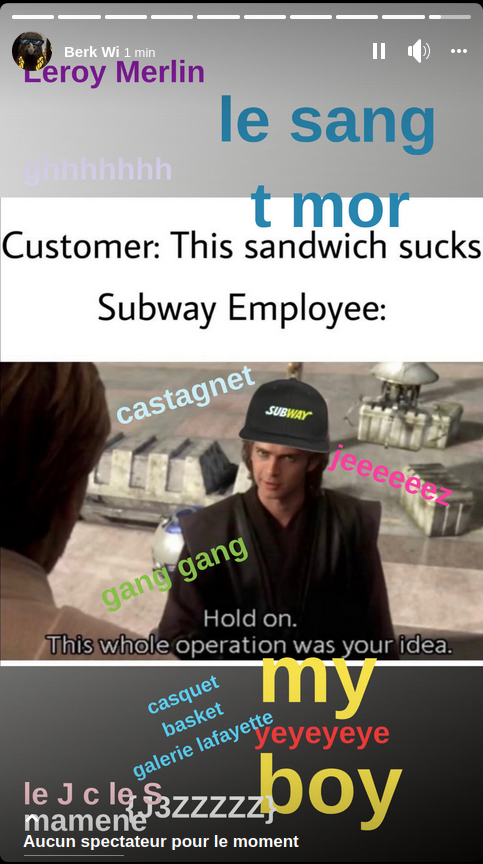 Berk Wi 1 min
Leroy Merlin
le sang
ghhhhhhh
t mor
Customer: This sandwich sucks
Subway Employee:
castagnet
SUBWAY
jeeeeeez
gang gang
Hold on.
This whole operation was your idea.
my
casquet
basket
galerie lafayette
yeyeyeye
boy
le J c le S
{J3ZZZZZ}
mamene
Aucun spectateur pour le moment